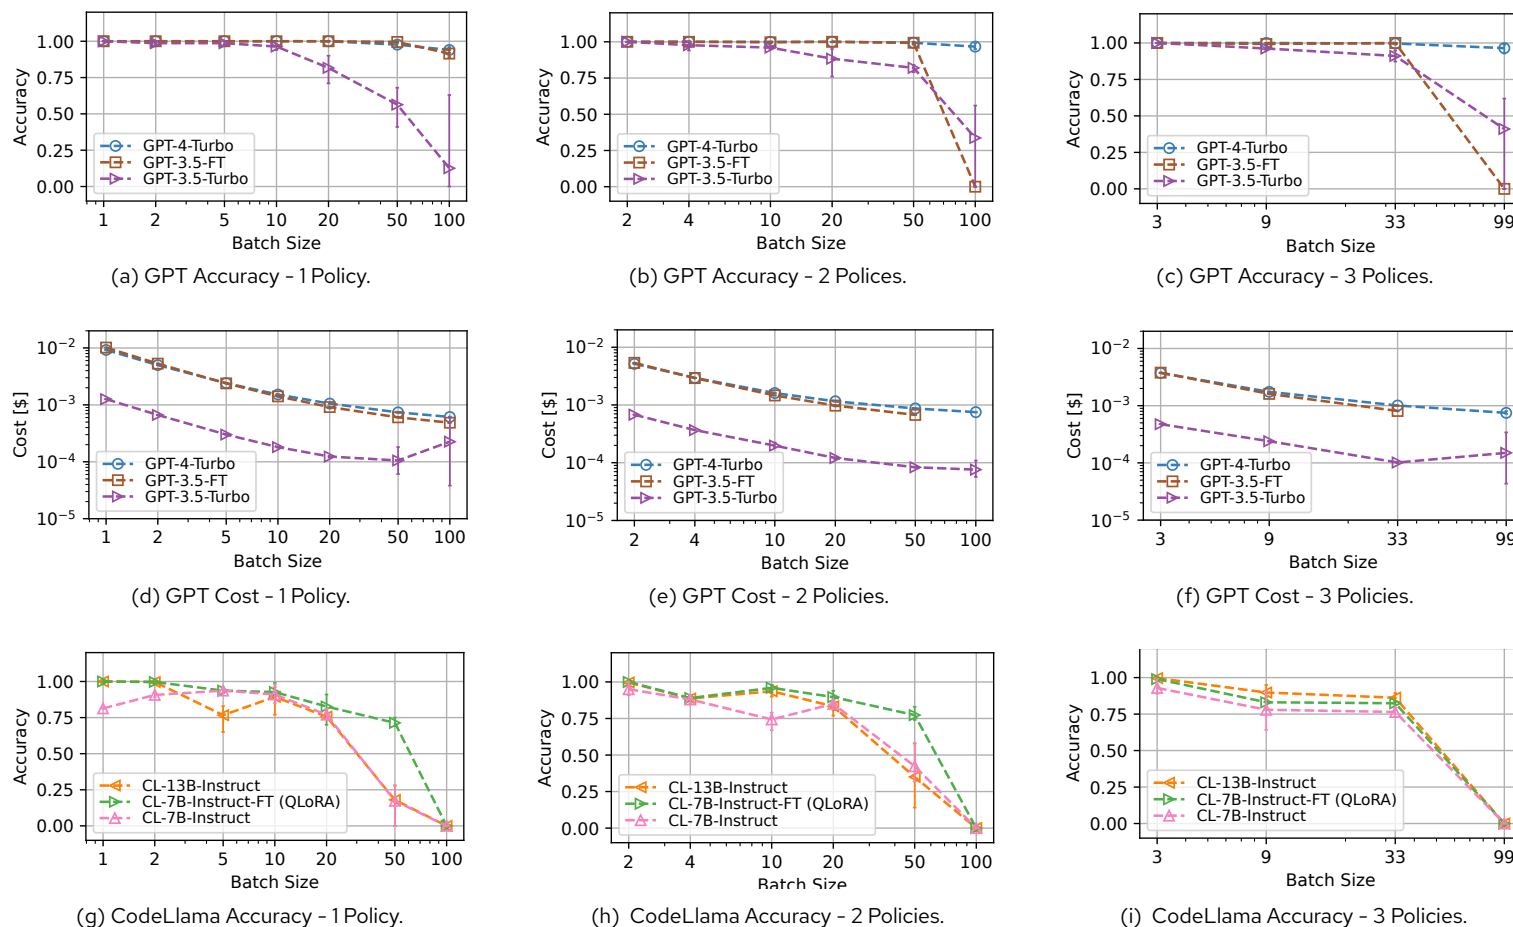 1.00
0.75
0.50
0.25
0.00
Accuracy
GPT-4-Turbo
GPT-3.5-FT
GPT-3.5-Turbo
1 2 5 10 20 50 100
Batch Size
(a) GPT Accuracy - 1 Policy.
1.00
0.75
0.50
0.25
0.00
Accuracy
GPT-4-Turbo
GPT-3.5-FT
GPT-3.5-Turbo
2 4 10 20 50 100
Batch Size
(b) GPT Accuracy - 2 Polices.
1.00
0.75
0.50
0.25
0.00
Accuracy
GPT-4-Turbo
GPT-3.5-FT
GPT-3.5-Turbo
3 9 33 99
Batch Size
(c) GPT Accuracy - 3 Polices.
10⁻²
10⁻³
10⁻⁴
10⁻⁵
Cost [$]
GPT-4-Turbo
GPT-3.5-FT
GPT-3.5-Turbo
1 2 5 10 20 50 100
Batch Size
(d) GPT Cost - 1 Policy.
10⁻²
10⁻³
10⁻⁴
10⁻⁵
Cost [$]
GPT-4-Turbo
GPT-3.5-FT
GPT-3.5-Turbo
2 4 10 20 50 100
Batch Size
(e) GPT Cost - 2 Policies.
10⁻²
10⁻³
10⁻⁴
10⁻⁵
Cost [$]
GPT-4-Turbo
GPT-3.5-FT
GPT-3.5-Turbo
3 9 33 99
Batch Size
(f) GPT Cost - 3 Policies.
1.00
0.75
0.50
0.25
0.00
Accuracy
CL-13B-Instruct
CL-7B-Instruct-FT (QLoRA)
CL-7B-Instruct
1 2 5 10 20 50 100
Batch Size
(g) CodeLlama Accuracy - 1 Policy.
1.00
0.75
0.50
0.25
0.00
Accuracy
CL-13B-Instruct
CL-7B-Instruct-FT (QLoRA)
CL-7B-Instruct
2 4 10 20 50 100
Batch Size
(h) CodeLlama Accuracy - 2 Policies.
1.00
0.75
0.50
0.25
0.00
Accuracy
CL-13B-Instruct
CL-7B-Instruct-FT (QLoRA)
CL-7B-Instruct
3 9 33 99
Batch Size
(i) CodeLlama Accuracy - 3 Policies.